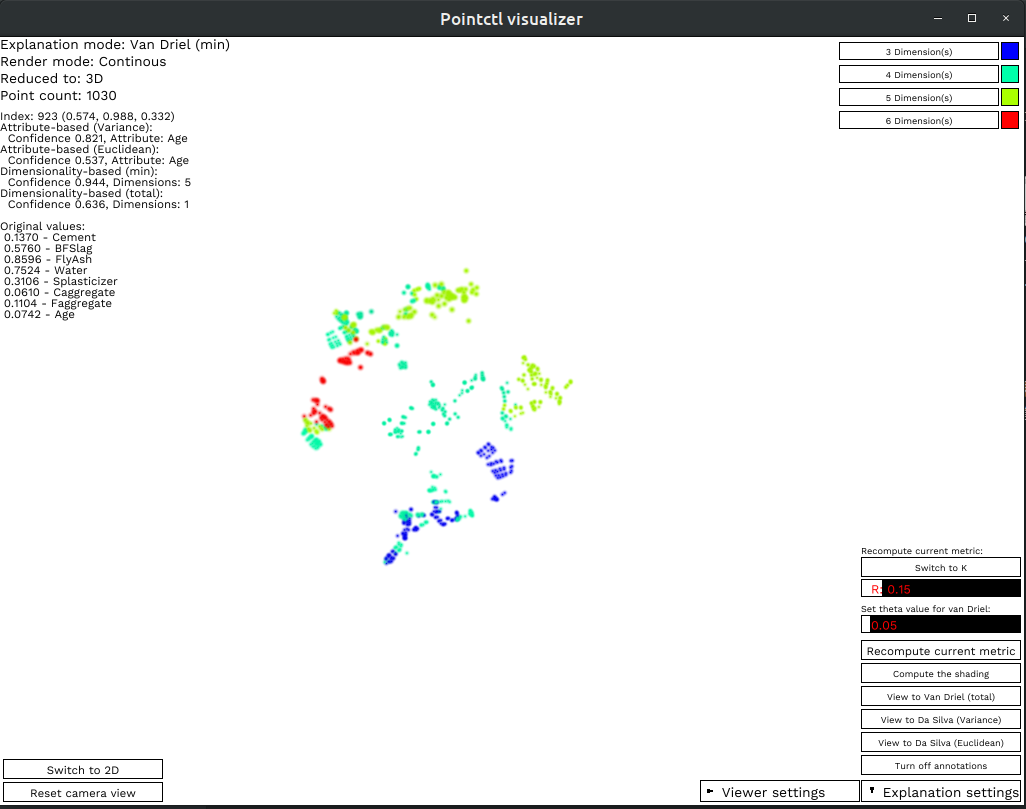 Pointctl visualizer
Explanation mode: Van Driel (min)
Render mode: Continous
Reduced to: 3D
Point count: 1030
Index: 923 (0.574, 0.988, 0.332)
Attribute-based (Variance):
Confidence 0.821, Attribute: Age
Attribute-based (Euclidean):
Confidence 0.537, Attribute: Age
Dimensionality-based (min):
Confidence 0.944, Dimensions: 5
Dimensionality-based (total):
Confidence 0.636, Dimensions: 1
Original values:
0.1370 - Cement
0.5760 - BFSlag
0.8596 - FlyAsh
0.7524 - Water
0.3106 - Splasticizer
0.0610 - Caggregate
0.1104 - Faggregate
0.0742 - Age
3 Dimension(s)
4 Dimension(s)
5 Dimension(s)
6 Dimension(s)
Recompute current metric:
Switch to K
R: 0.15
Set theta value for van Driel:
0.05
Recompute current metric
Compute the shading
View to Van Driel (total)
View to Da Silva (Variance)
View to Da Silva (Euclidean)
Turn off annotations
Switch to 2D
Reset camera view
Viewer settings
Explanation settings